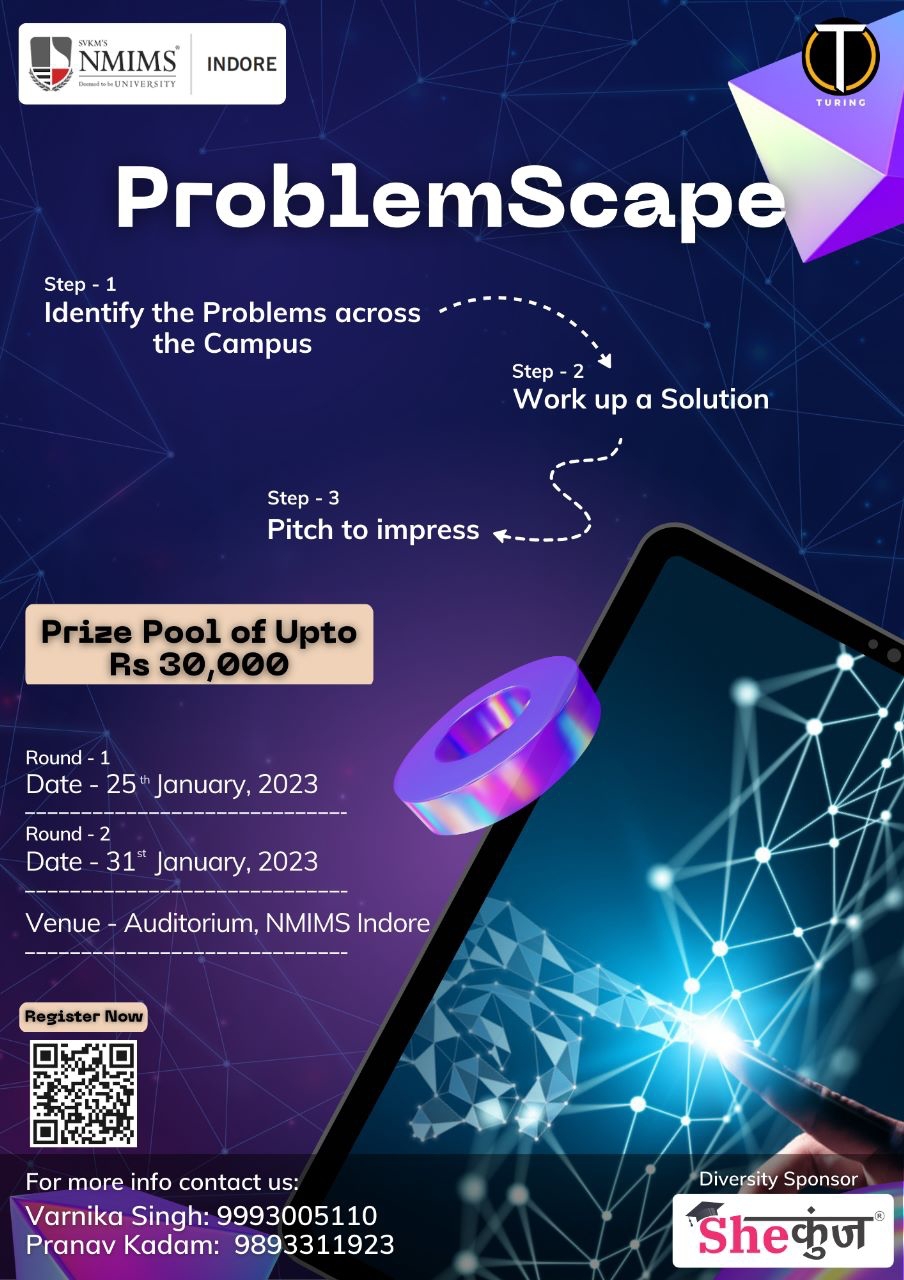 SVKM'S
NMIMS®
Deemed to be UNIVERSITY
INDORE
T
TURING
ProblemScape
Step - 1
Identify the Problems across
the Campus
Step - 2
Work up a Solution
Step - 3
Pitch to impress
Prize Pool of Upto
Rs 30,000
Round - 1
Date - 25th January, 2023
Round - 2
Date - 31st January, 2023
Venue - Auditorium, NMIMS Indore
Register Now
For more info contact us:
Varnika Singh: 9993005110
Pranav Kadam: 9893311923
Diversity Sponsor
Sheकुंज®